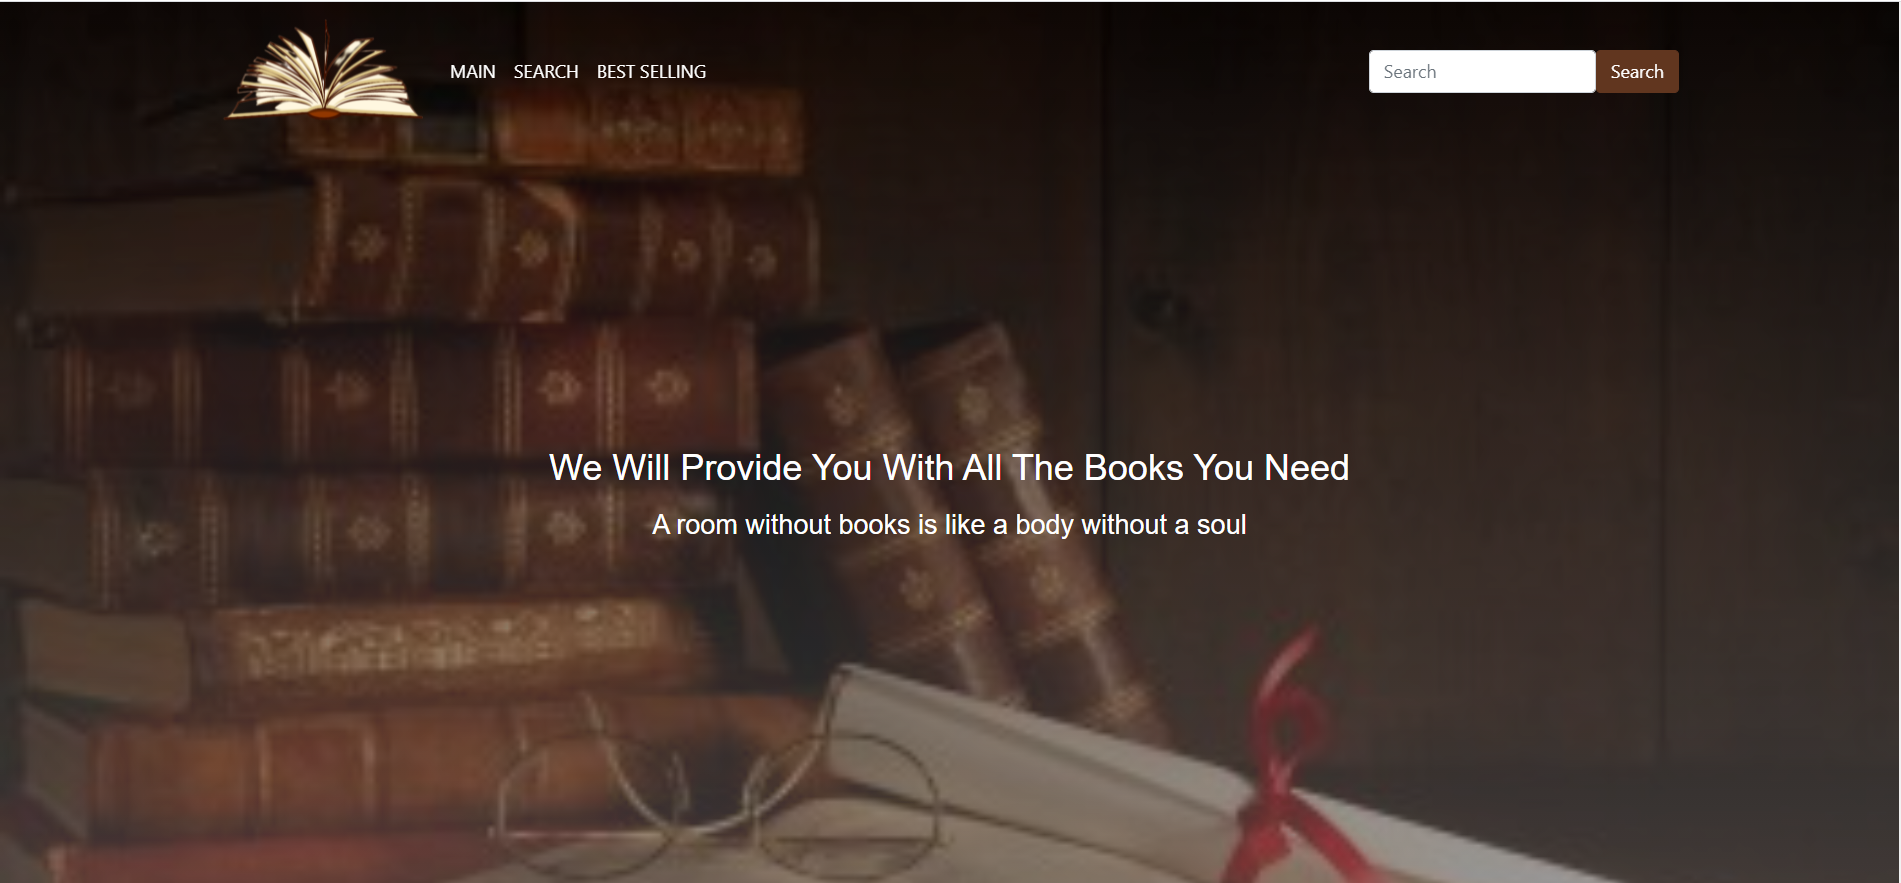 MAIN SEARCH BEST SELLING Search Search
We Will Provide You With All The Books You Need
A room without books is like a body without a soul